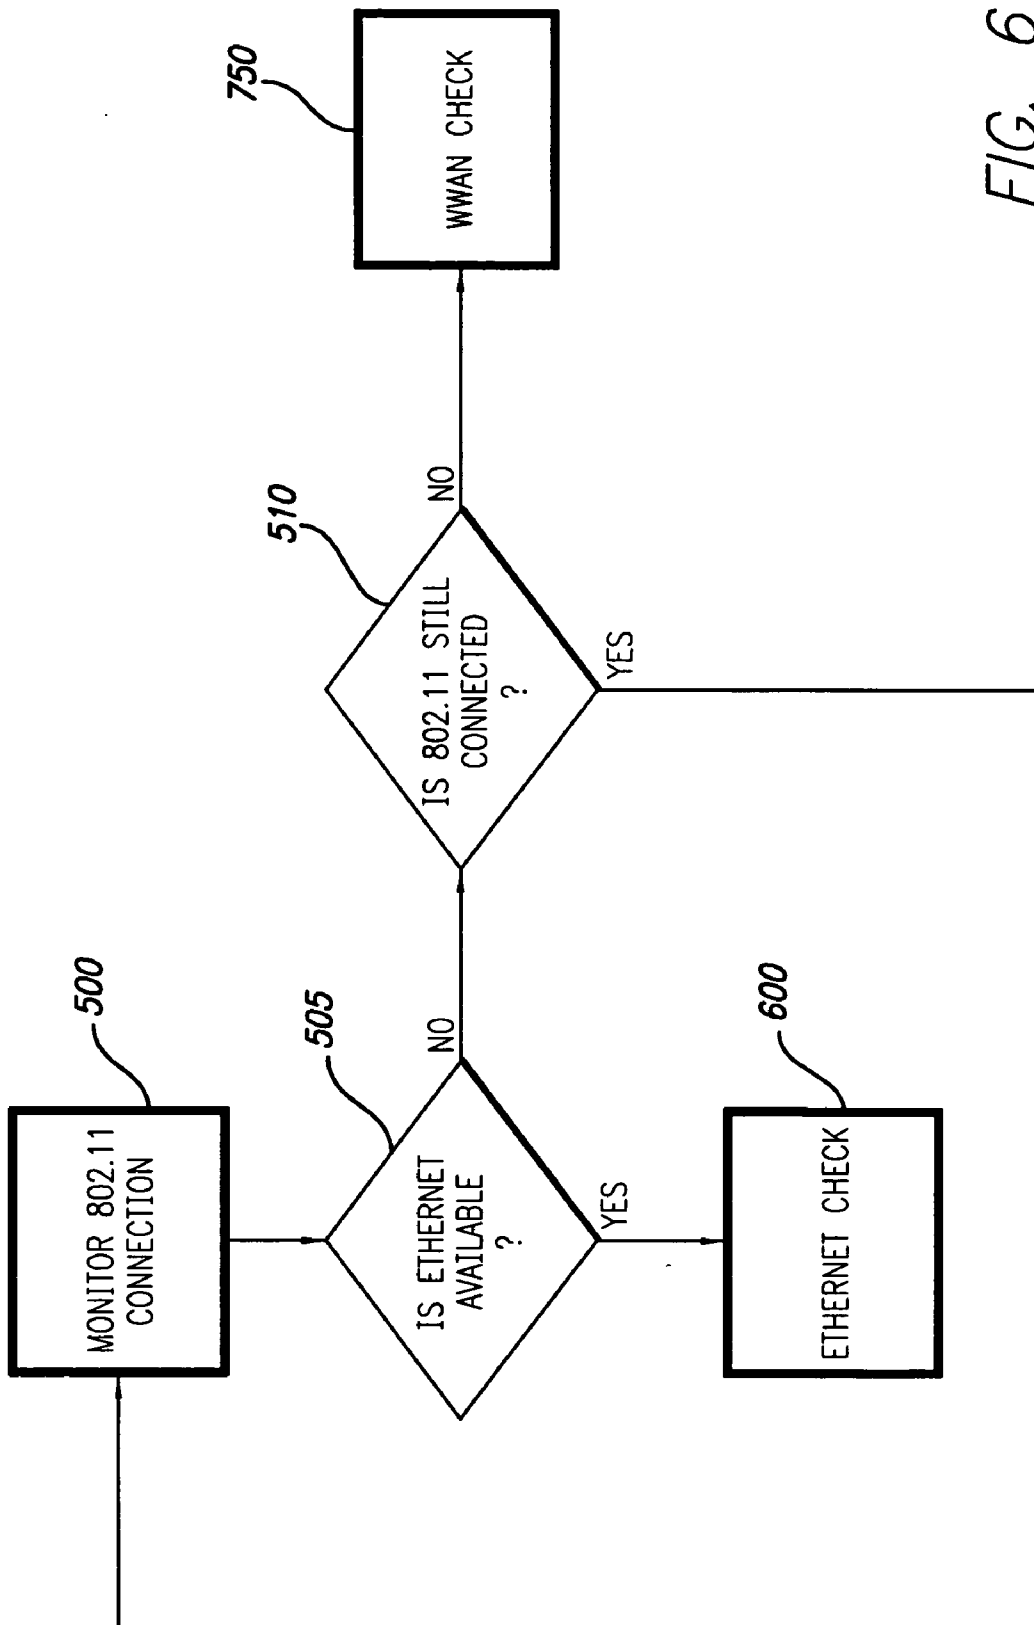 500
MONITOR 802.11
CONNECTION
505
IS ETHERNET
AVAILABLE
?
NO
YES
600
ETHERNET CHECK
510
IS 802.11 STILL
CONNECTED
?
NO
YES
750
WWAN CHECK
FIG. 6